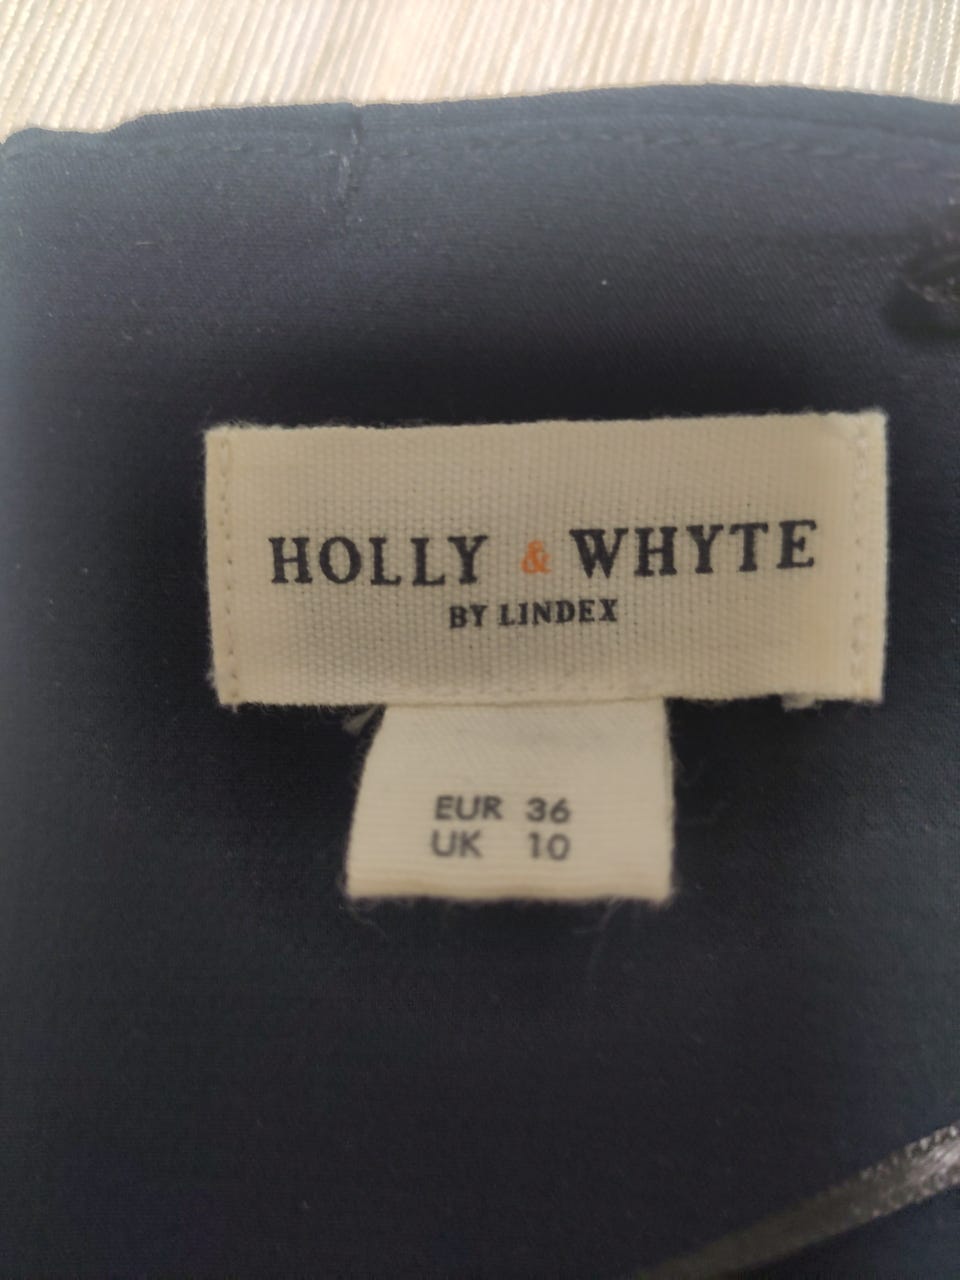 HOLLY & WHYTE
BY LINDEX
EUR 36
UK 10